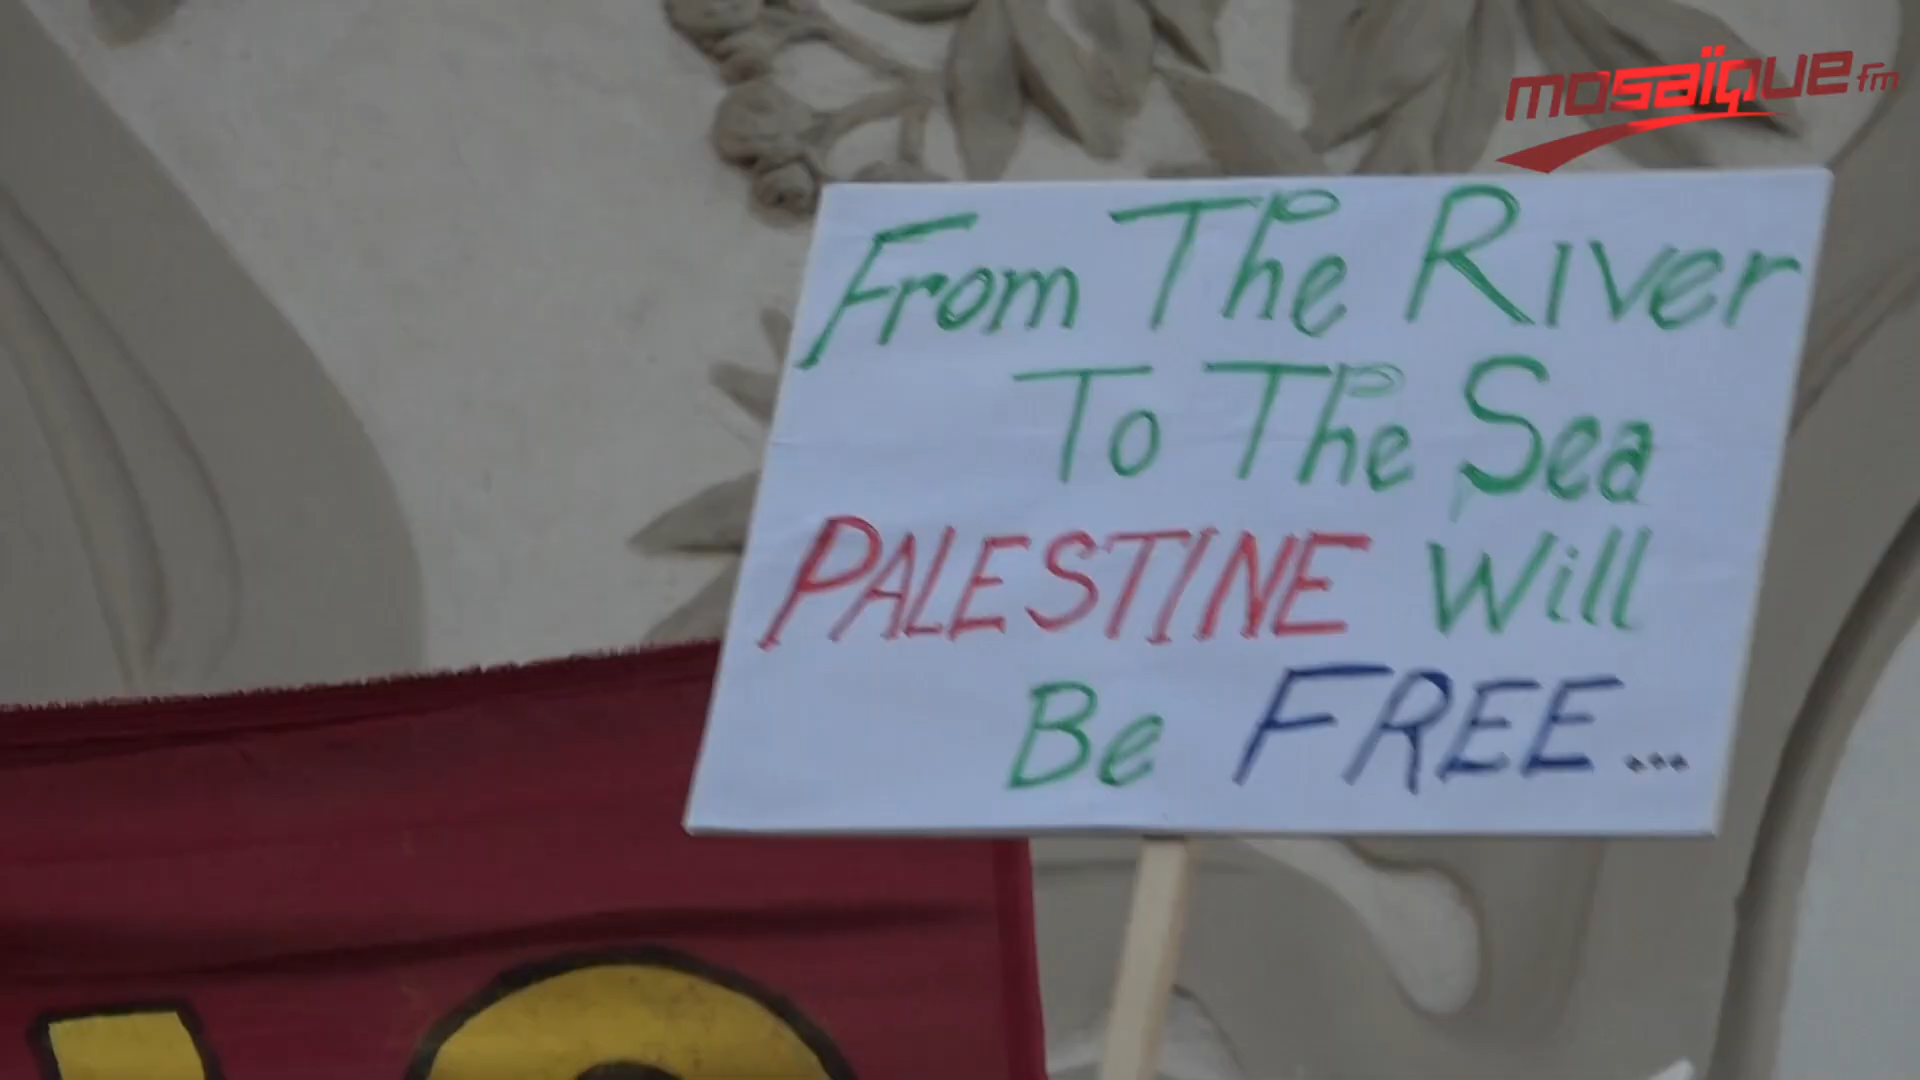 mosaïque fm
From The River
To The Sea
PALESTINE Will
Be FREE...